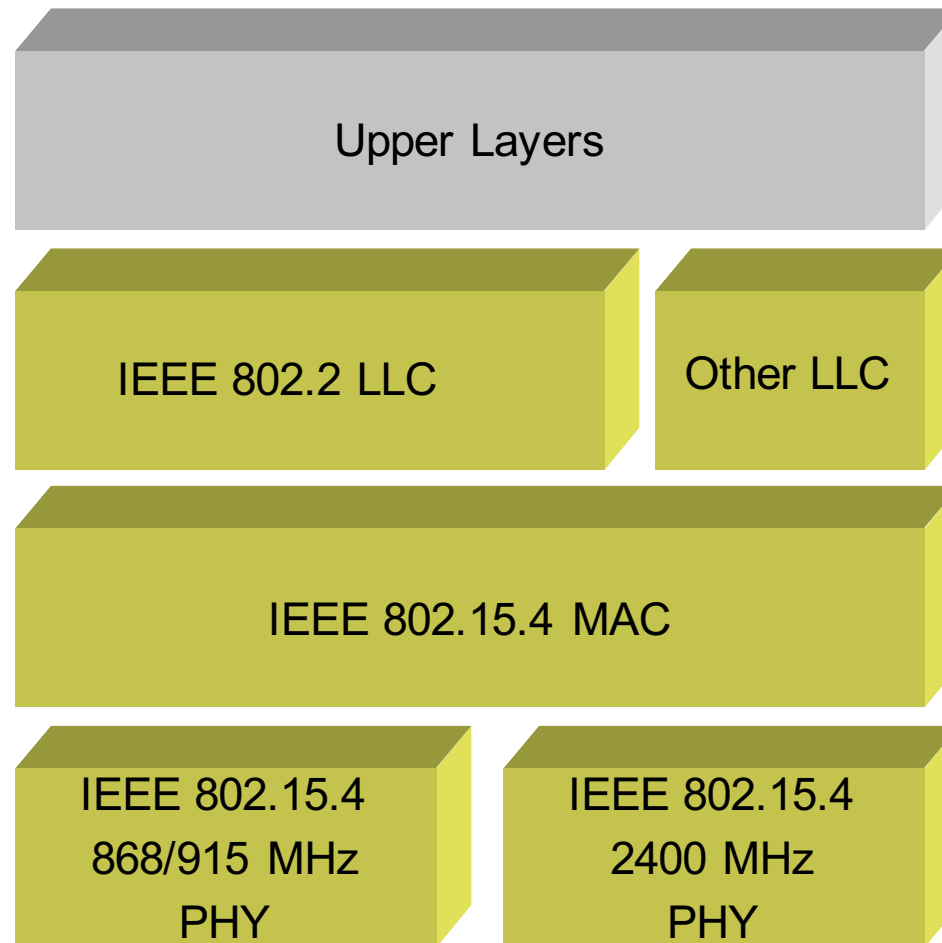 Upper Layers
IEEE 802.2 LLC
Other LLC
IEEE 802.15.4 MAC
IEEE 802.15.4
868/915 MHz
PHY
IEEE 802.15.4
2400 MHz
PHY